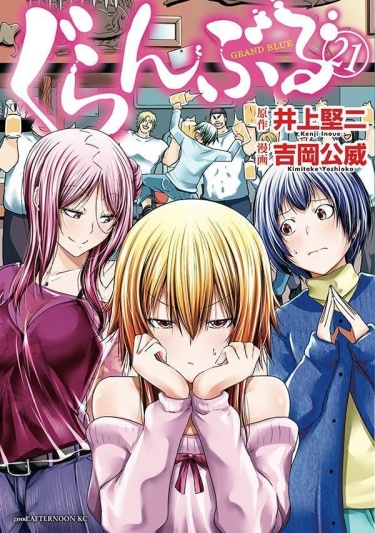 ぐらんぶる
GRAND BLUE
21
原作 井上堅二
Kenji Inoue
漫画 吉岡公威
Kimitake Yoshioka
good!AFTERNOON KC